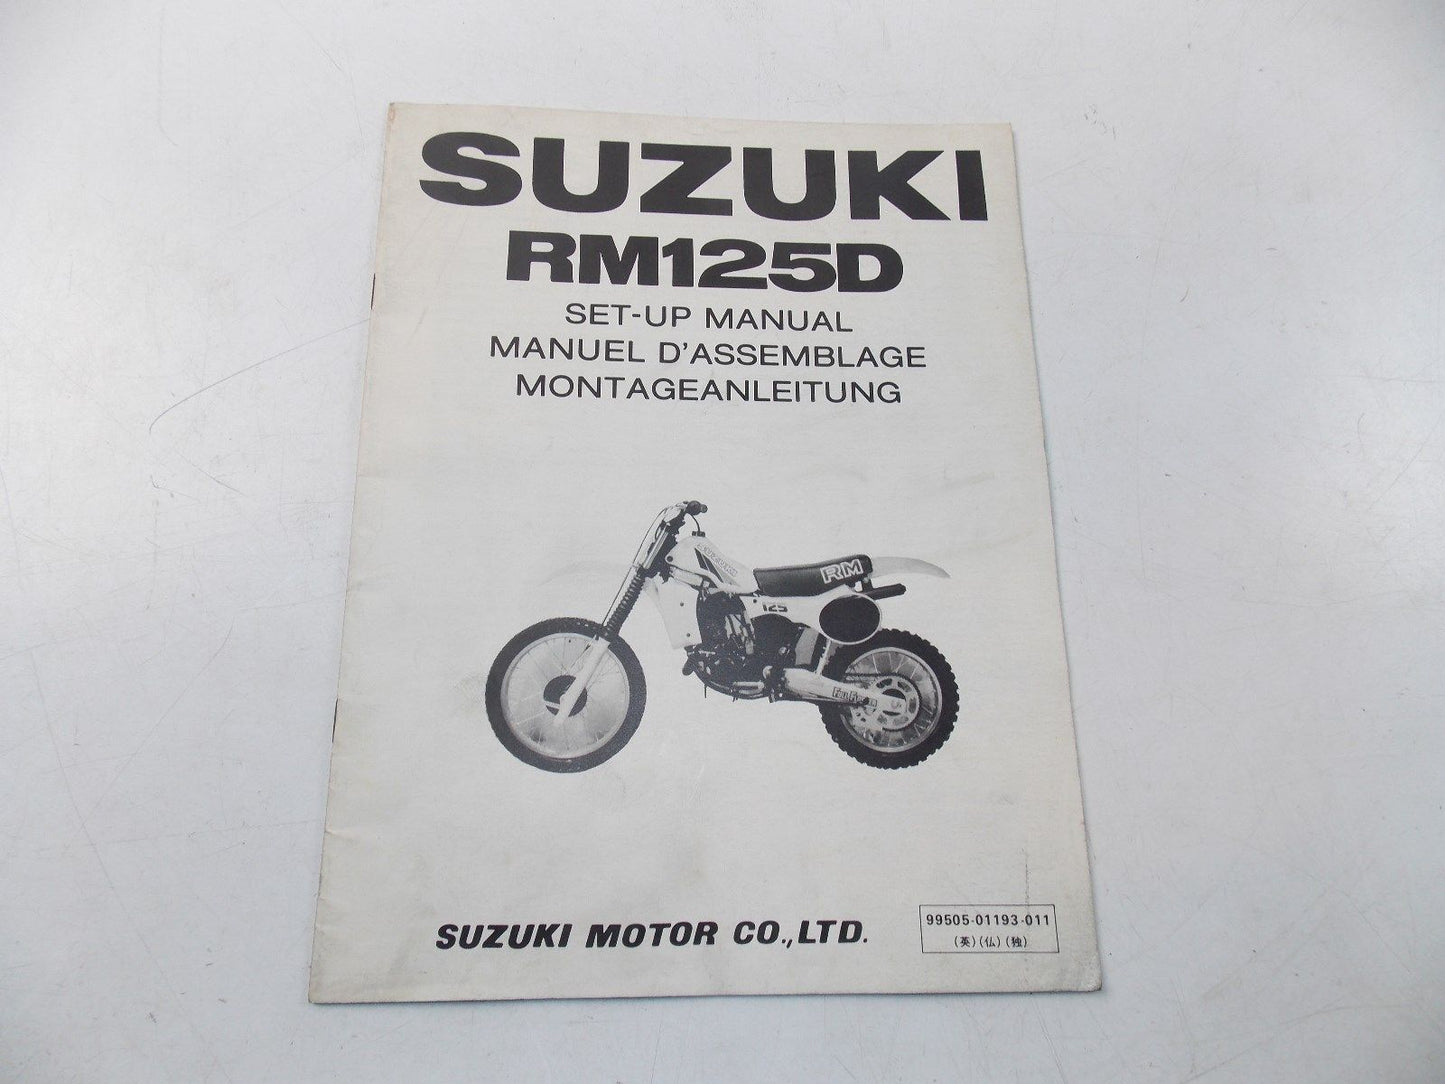 SUZUKI
RM125D
SET-UP MANUAL
MANUEL D'ASSEMBLAGE
MONTAGEANLEITUNG
SUZUKI
RM
125
SUZUKI MOTOR CO.,LTD.
99505-01193-011
(英)(仏)(独)